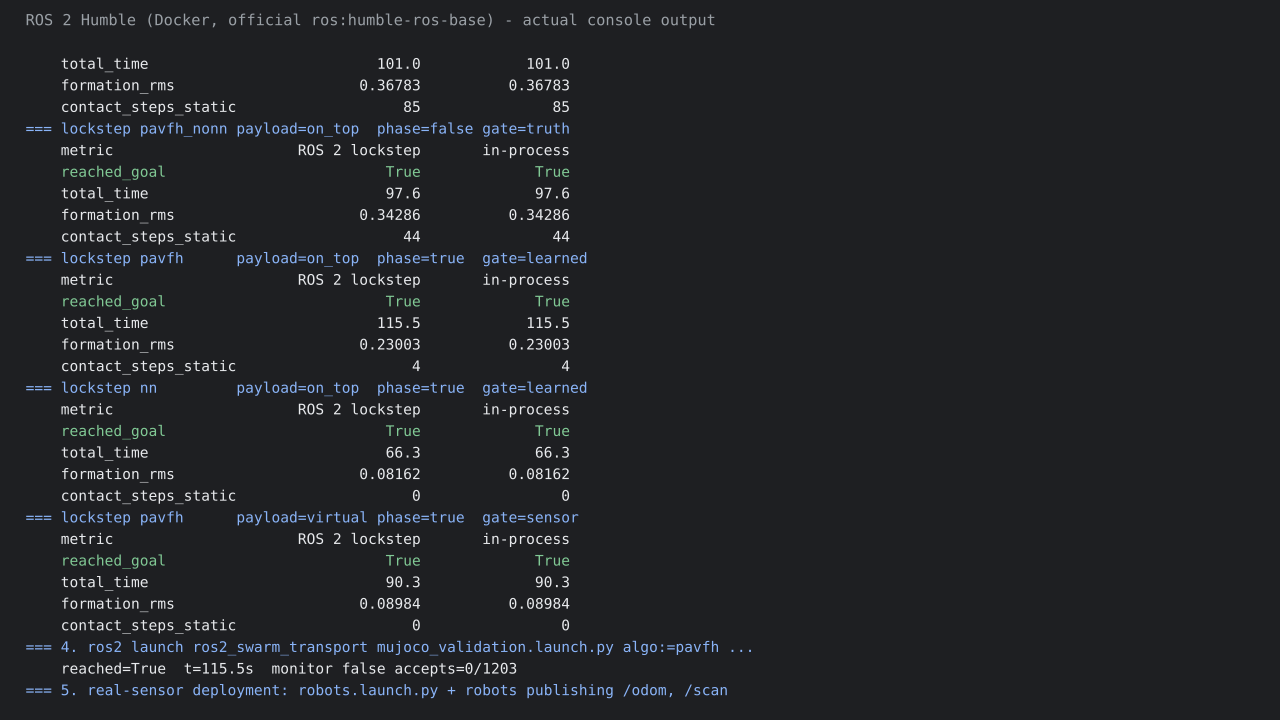 ROS 2 Humble (Docker, official ros:humble-ros-base) - actual console output
total_time 101.0 101.0
formation_rms 0.36783 0.36783
contact_steps_static 85 85
=== lockstep pavfh_nonn payload=on_top phase=false gate=truth
metric ROS 2 lockstep in-process
reached_goal True True
total_time 97.6 97.6
formation_rms 0.34286 0.34286
contact_steps_static 44 44
=== lockstep pavfh payload=on_top phase=true gate=learned
metric ROS 2 lockstep in-process
reached_goal True True
total_time 115.5 115.5
formation_rms 0.23003 0.23003
contact_steps_static 4 4
=== lockstep nn payload=on_top phase=true gate=learned
metric ROS 2 lockstep in-process
reached_goal True True
total_time 66.3 66.3
formation_rms 0.08162 0.08162
contact_steps_static 0 0
=== lockstep pavfh payload=virtual phase=true gate=sensor
metric ROS 2 lockstep in-process
reached_goal True True
total_time 90.3 90.3
formation_rms 0.08984 0.08984
contact_steps_static 0 0
=== 4. ros2 launch ros2_swarm_transport mujoco_validation.launch.py algo:=pavfh ...
reached=True t=115.5s monitor false accepts=0/1203
=== 5. real-sensor deployment: robots.launch.py + robots publishing /odom, /scan